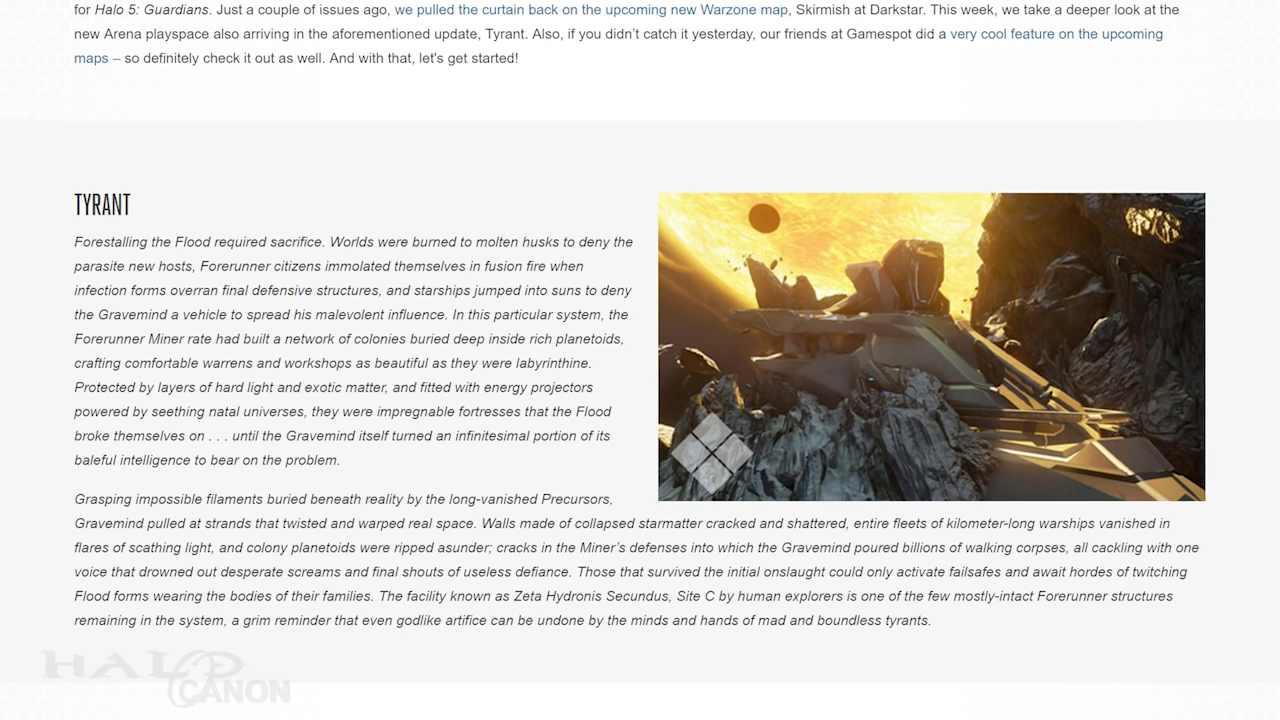 for Halo 5: Guardians. Just a couple of issues ago, we pulled the curtain back on the upcoming new Warzone map, Skirmish at Darkstar. This week, we take a deeper look at the
new Arena playspace also arriving in the aforementioned update, Tyrant. Also, if you didn’t catch it yesterday, our friends at Gamespot did a very cool feature on the upcoming
maps – so definitely check it out as well. And with that, let's get started!
TYRANT
Forestalling the Flood required sacrifice. Worlds were burned to molten husks to deny the
parasite new hosts, Forerunner citizens immolated themselves in fusion fire when
infection forms overran final defensive structures, and starships jumped into suns to deny
the Gravemind a vehicle to spread his malevolent influence. In this particular system, the
Forerunner Miner rate had built a network of colonies buried deep inside rich planetoids,
crafting comfortable warrens and workshops as beautiful as they were labyrinthine.
Protected by layers of hard light and exotic matter, and fitted with energy projectors
powered by seething natal universes, they were impregnable fortresses that the Flood
broke themselves on . . . until the Gravemind itself turned an infinitesimal portion of its
baleful intelligence to bear on the problem.
Grasping impossible filaments buried beneath reality by the long-vanished Precursors,
Gravemind pulled at strands that twisted and warped real space. Walls made of collapsed starmatter cracked and shattered, entire fleets of kilometer-long warships vanished in
flares of scathing light, and colony planetoids were ripped asunder; cracks in the Miner’s defenses into which the Gravemind poured billions of walking corpses, all cackling with one
voice that drowned out desperate screams and final shouts of useless defiance. Those that survived the initial onslaught could only activate failsafes and await hordes of twitching
Flood forms wearing the bodies of their families. The facility known as Zeta Hydronis Secundus, Site C by human explorers is one of the few mostly-intact Forerunner structures
remaining in the system, a grim reminder that even godlike artifice can be undone by the minds and hands of mad and boundless tyrants.
HALO
CANON